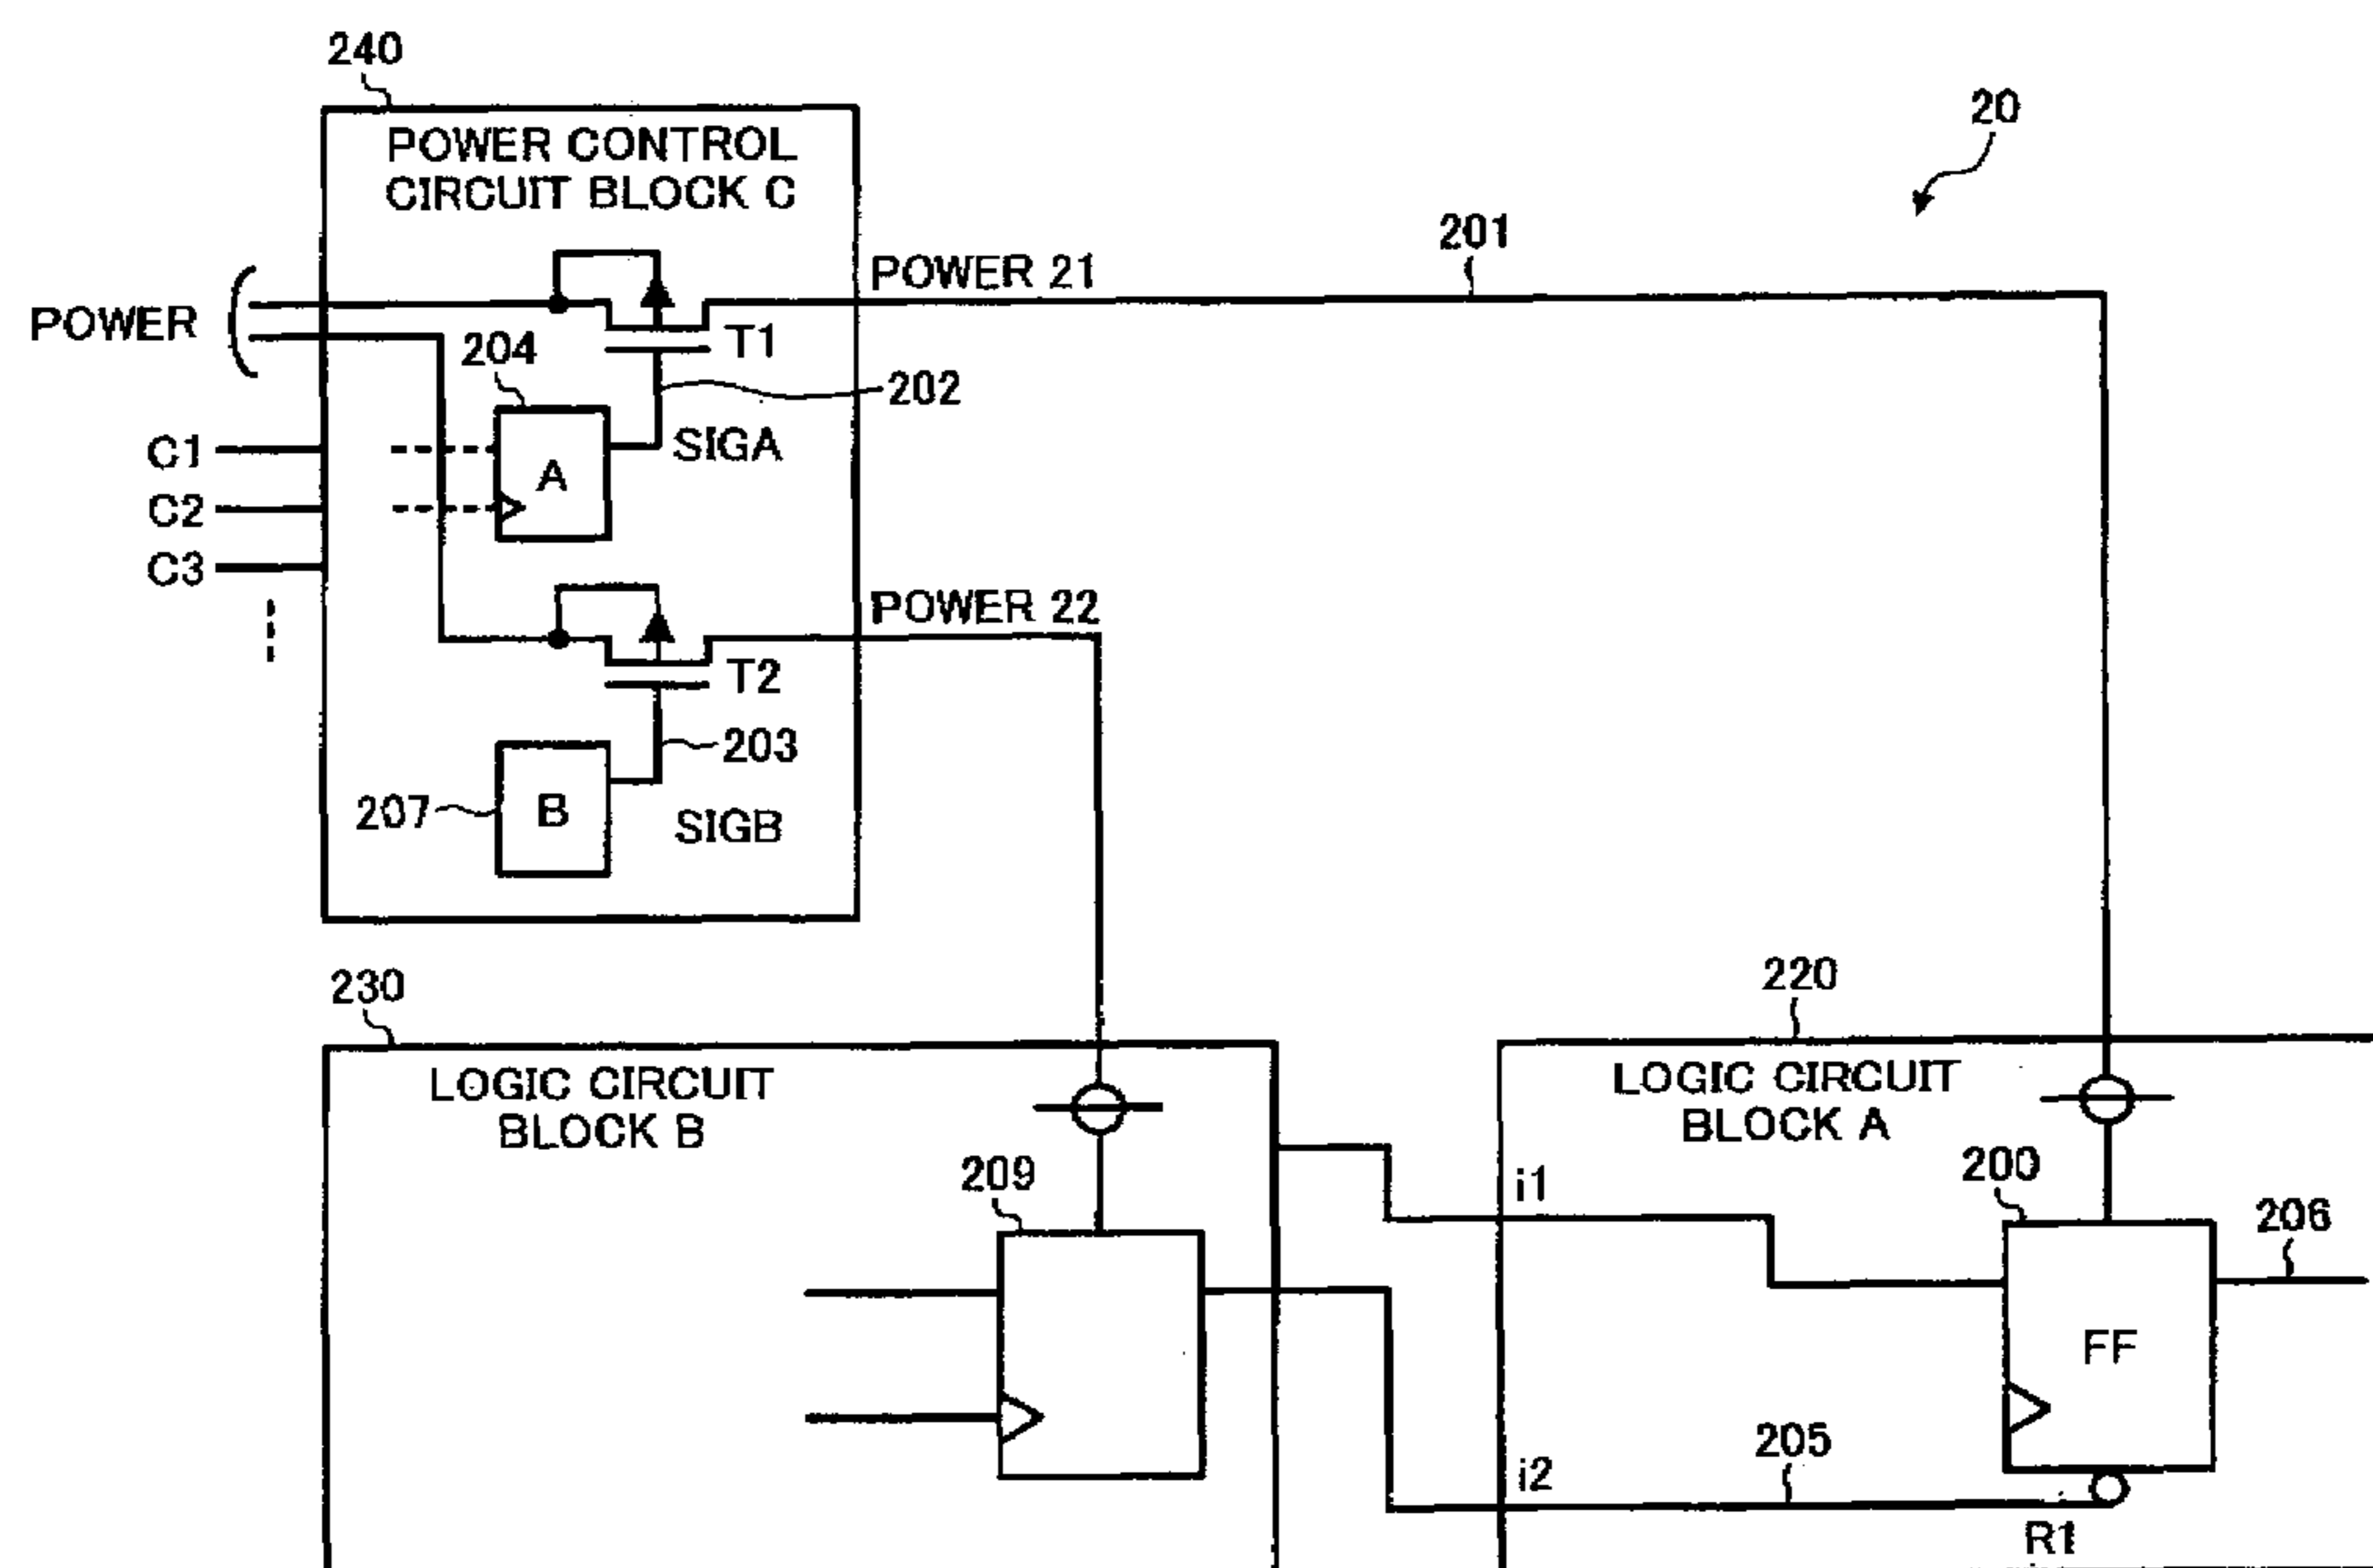 240
POWER CONTROL
CIRCUIT BLOCK C
20
201
POWER 21
POWER
T1
204
202
C1
SIGA
A
C2
C3
POWER 22
T2
203
207
B
SIGB
230
220
LOGIC CIRCUIT
BLOCK B
LOGIC CIRCUIT
BLOCK A
209
i1
200
206
FF
205
i2
R1